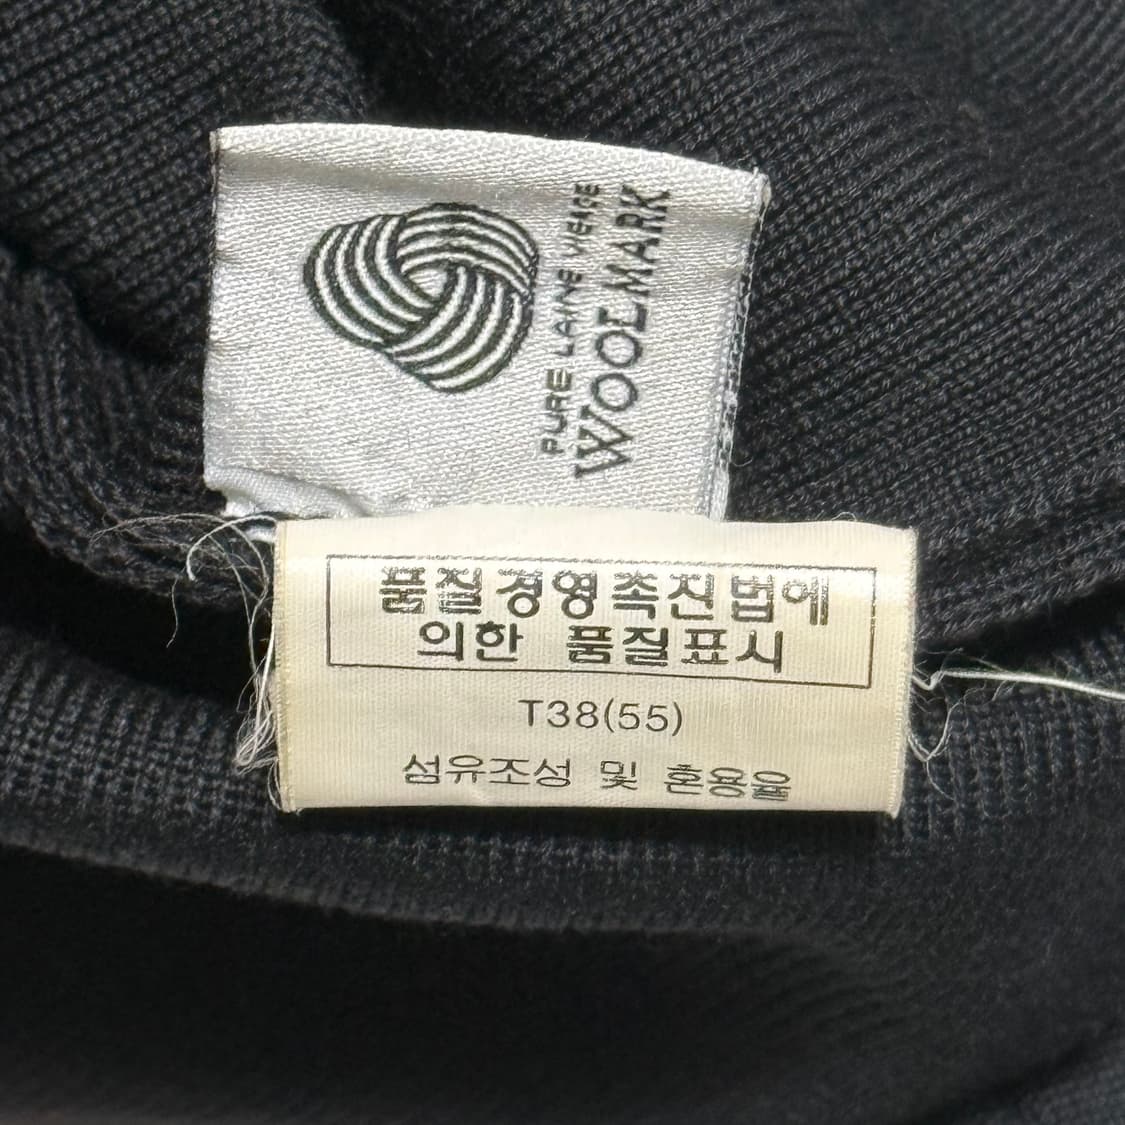 PURE LAINE VIERGE
WOOLMARK
품질경영촉진법에
의한 품질표시
T38(55)
섬유조성 및 혼용율